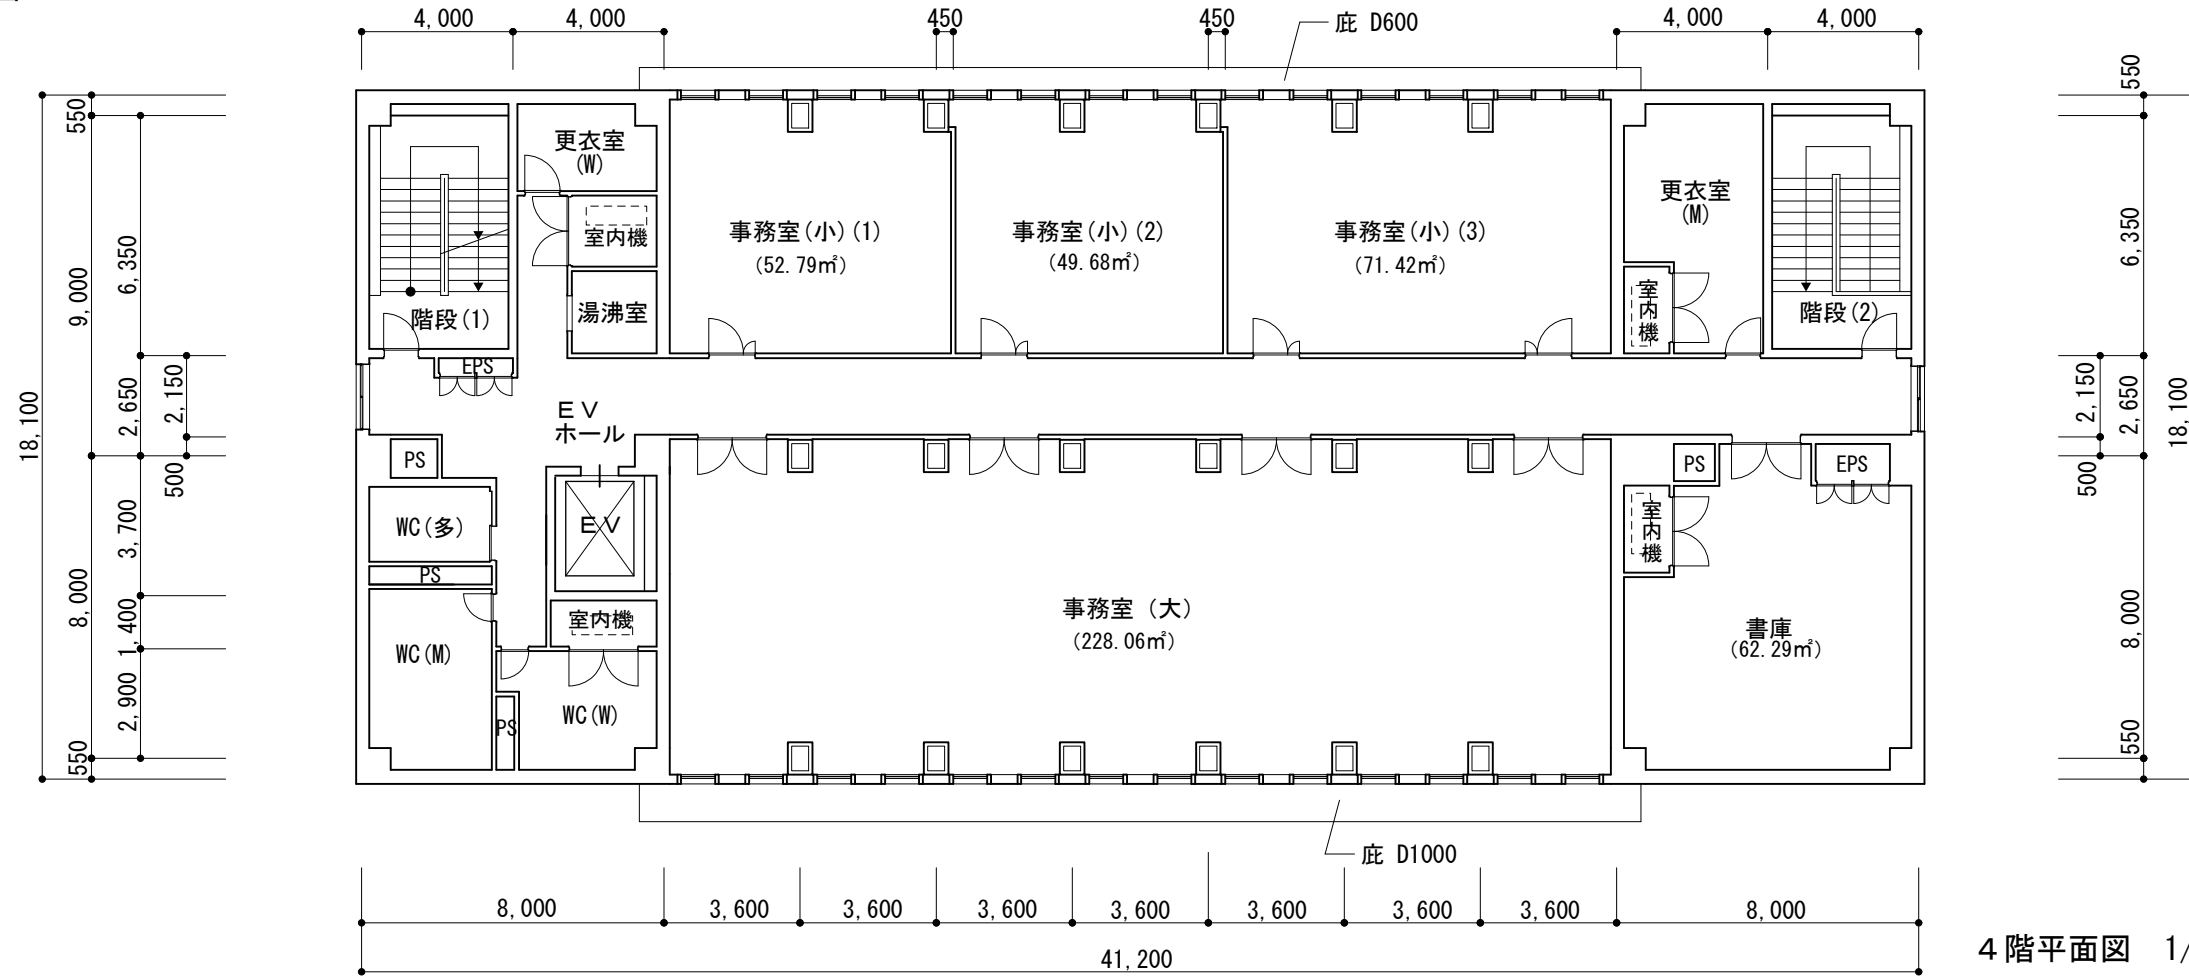 4,000
4,000
450
450
庇 D600
4,000
4,000
550
9,000
8,000
550
18,100
6,350
2,650
2,150
500
3,700
1,400
2,900
550
6,350
2,150
2,650
18,100
500
8,000
550
更衣室
(W)
室内機
湯沸室
階段(1)
EPS
事務室(小)(1)
(52.79㎡)
事務室(小)(2)
(49.68㎡)
事務室(小)(3)
(71.42㎡)
更衣室
(M)
室内機
階段(2)
EV
ホール
PS
WC(多)
PS
EV
WC(M)
室内機
PS
WC(W)
事務室（大）
(228.06㎡)
PS
EPS
室内機
書庫
(62.29㎡)
庇 D1000
8,000
3,600
3,600
3,600
3,600
3,600
3,600
3,600
8,000
41,200
４階平面図 1/